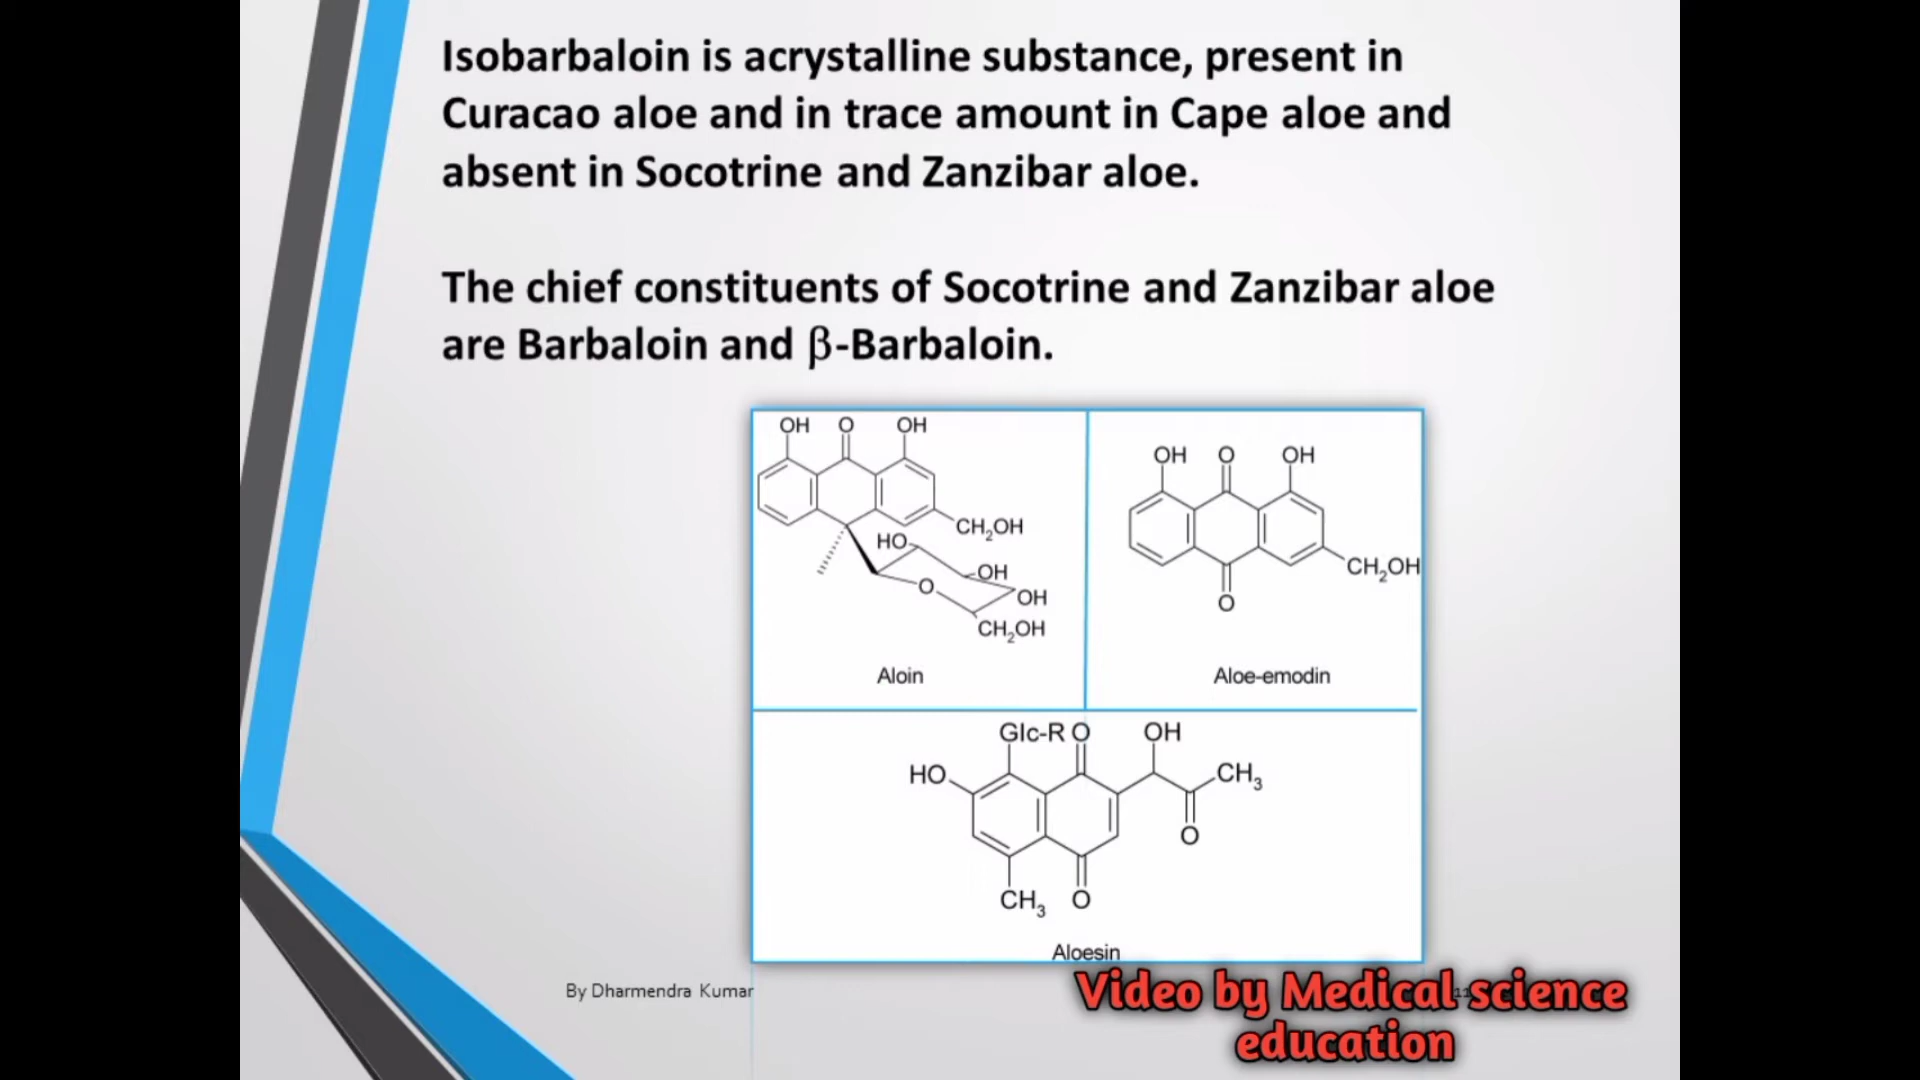 Isobarbaloin is acrystalline substance, present in
Curacao aloe and in trace amount in Cape aloe and
absent in Socotrine and Zanzibar aloe.
The chief constituents of Socotrine and Zanzibar aloe
are Barbaloin and β-Barbaloin.
OH O OH
CH₂OH
HO
OH
O
OH
CH₂OH
Aloin
OH O OH
CH₂OH
O
Aloe-emodin
Glc-R O OH
HO
CH₃
O
CH₃ O
Aloesin
By Dharmendra Kumar
11
Video by Medical science
education